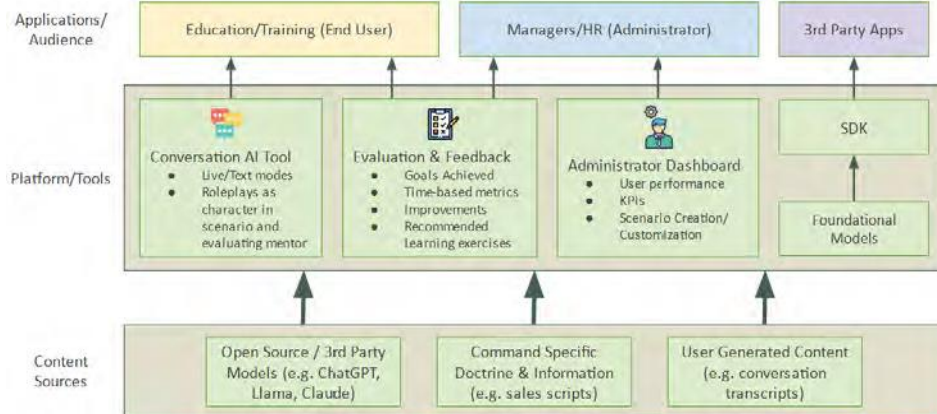 Applications/
Audience
Education/Training (End User)
Managers/HR (Administrator)
3rd Party Apps
Platform/Tools
Conversation AI Tool
● Live/Text modes
● Roleplays as
character in
scenario and
evaluating mentor
Evaluation & Feedback
● Goals Achieved
● Time-based metrics
● Improvements
● Recommended
Learning exercises
Administrator Dashboard
● User performance
● KPIs
● Scenario Creation/
Customization
SDK
Foundational
Models
Content
Sources
Open Source / 3rd Party
Models (e.g. ChatGPT,
Llama, Claude)
Command Specific
Doctrine & Information
(e.g. sales scripts)
User Generated Content
(e.g. conversation
transcripts)